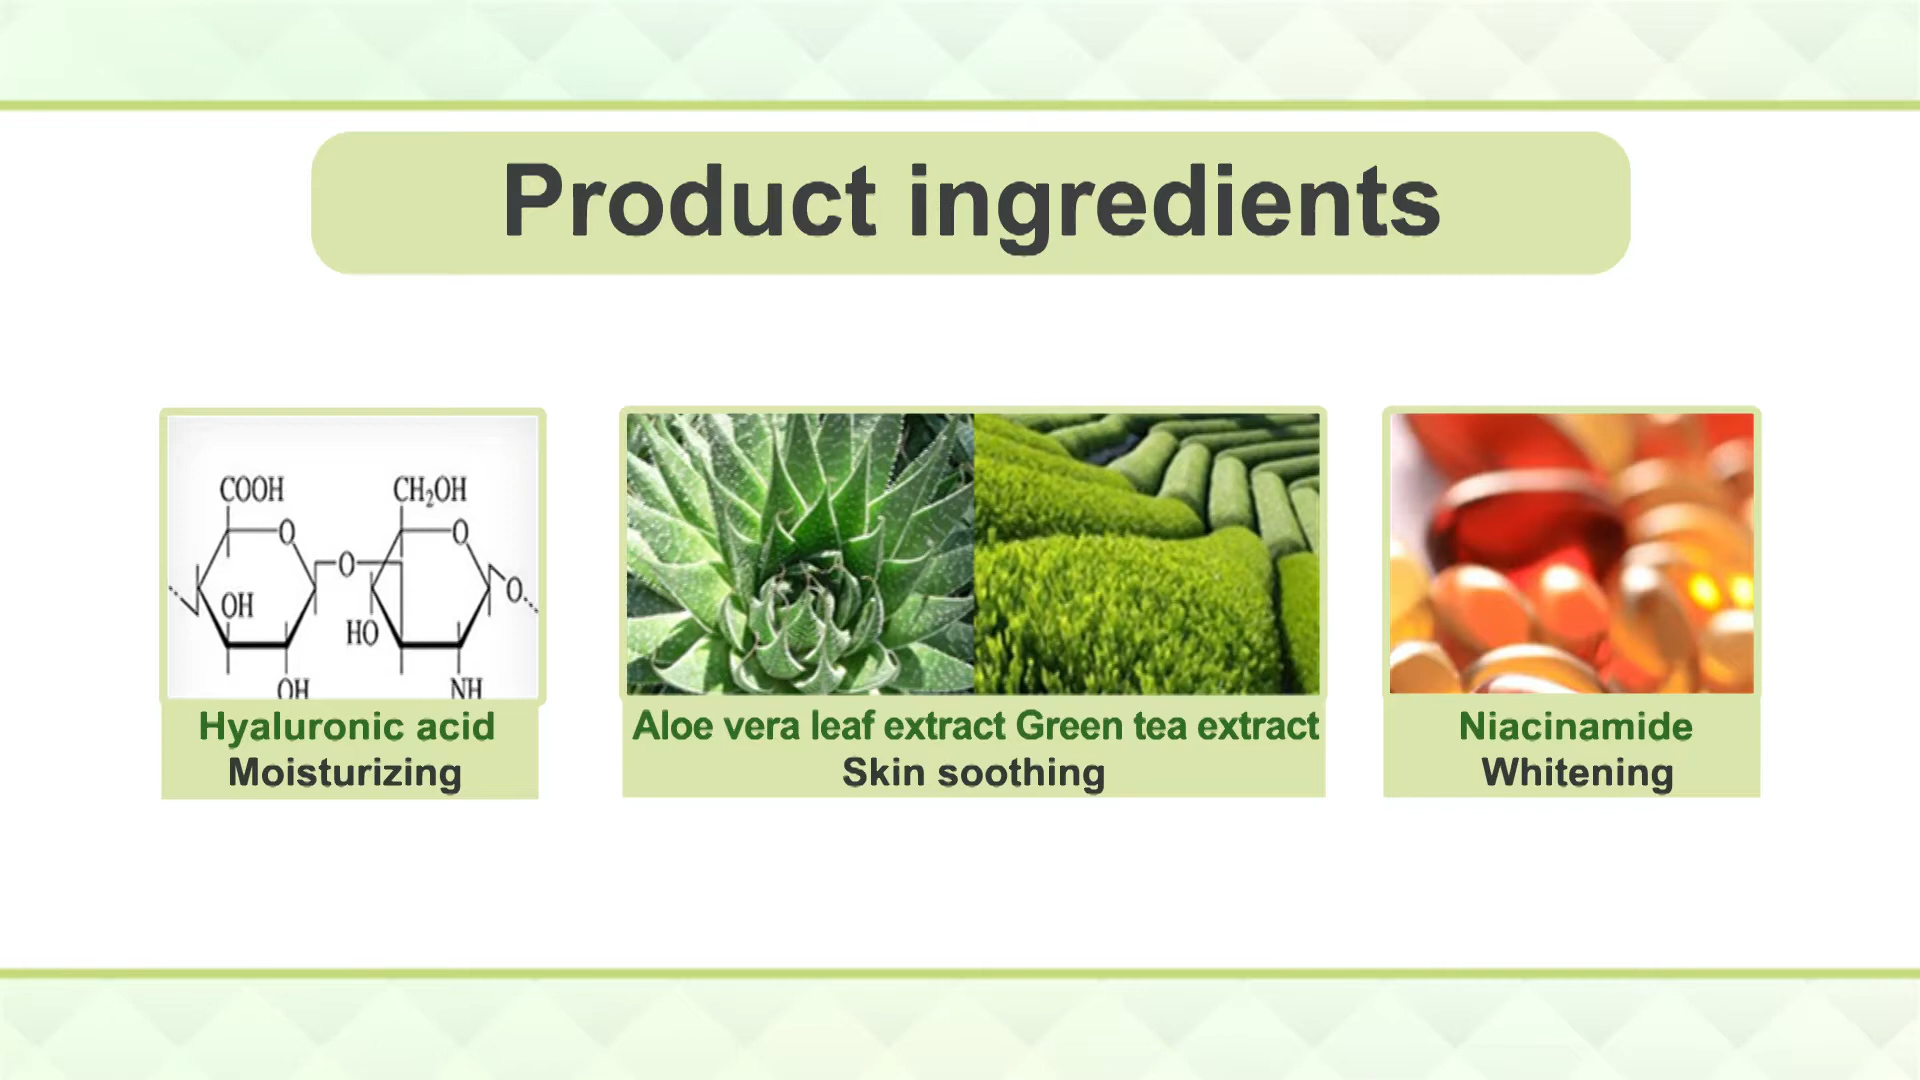 Product ingredients
COOH
CH₂OH
O
O
O
O
OH
HO
OH
NH
Hyaluronic acid
Moisturizing
Aloe vera leaf extract Green tea extract
Skin soothing
Niacinamide
Whitening